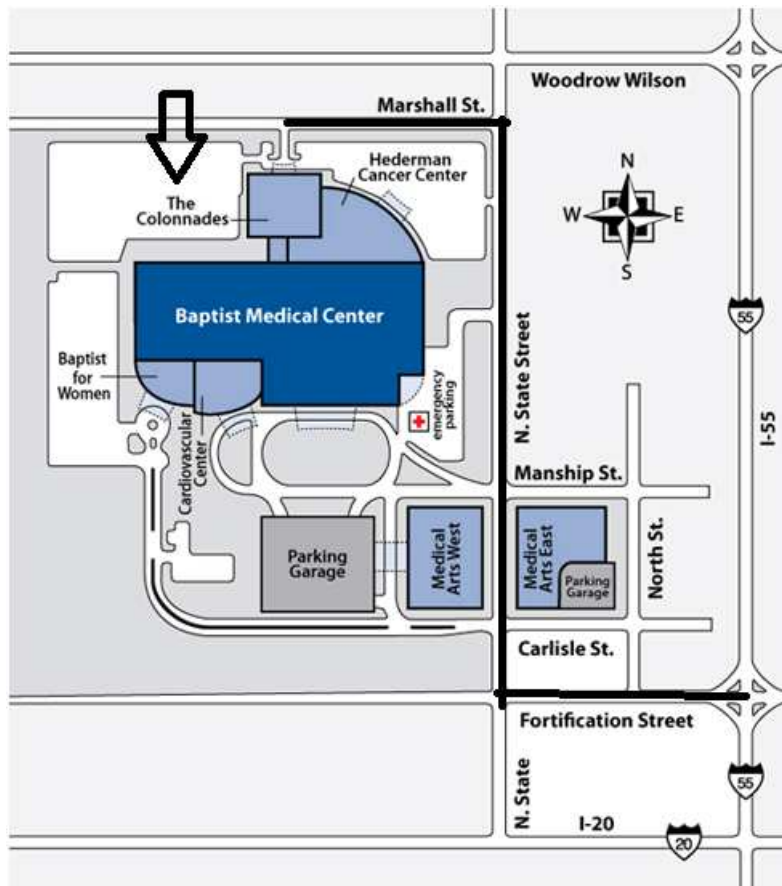 Woodrow Wilson
Marshall St.
Hederman
Cancer Center
The
Colonnades
N
W
E
S
Baptist Medical Center
55
Baptist
for
Women
Cardiovascular
Center
emergency
parking
N. State Street
I-55
Manship St.
Parking
Garage
Medical
Arts West
Medical
Arts East
Parking
Garage
North St.
Carlisle St.
Fortification Street
N. State
55
I-20
20